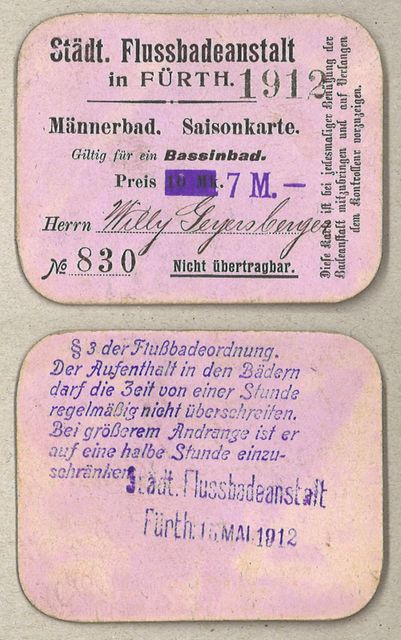 Städt. Flussbadeanstalt
in FÜRTH. 1912
Männerbad. Saisonkarte.
Giltig für ein Bassinbad.
Preis 10 Mk. 7 M.—
Herrn Willy Geyersberger
No 830 Nicht übertragbar.
Diese Karte ist bei jedesmaliger Benützung der
Badeanstalt mitzubringen und auf Verlangen
dem Kontrolleur vorzuzeigen.
§ 3 der Flußbadeordnung.
Der Aufenthalt in den Bädern
darf die Zeit von einer Stunde
regelmäßig nicht überschreiten.
Bei größerem Andrange ist er
auf eine halbe Stunde einzu-
schränken.
Städt. Flussbadeanstalt
Fürth. MAI. 1912